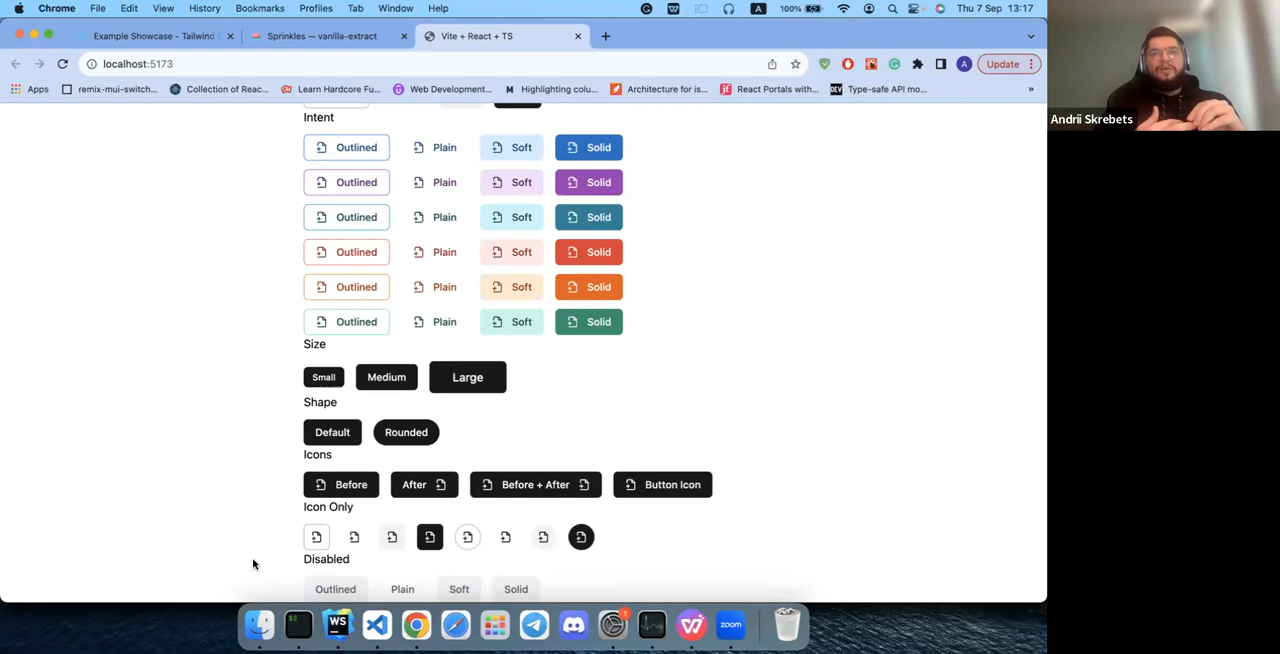 Chrome File Edit View History Bookmarks Profiles Tab Window Help A 100% Thu 7 Sep 13:17
Example Showcase - Tailwind Sprinkles — vanilla-extract Vite + React + TS
localhost:5173 A Update
Apps remix-mui-switch... Collection of Reac... Learn Hardcore Fu... Web Development... Highlighting colu... Architecture for is... React Portals with... DEV Type-safe API mo... »
Andrii Skrebets
Intent
Outlined Plain Soft Solid
Outlined Plain Soft Solid
Outlined Plain Soft Solid
Outlined Plain Soft Solid
Outlined Plain Soft Solid
Outlined Plain Soft Solid
Size
Small Medium Large
Shape
Default Rounded
Icons
Before After Before + After Button Icon
Icon Only
Disabled
Outlined Plain Soft Solid
WS 1 zoom